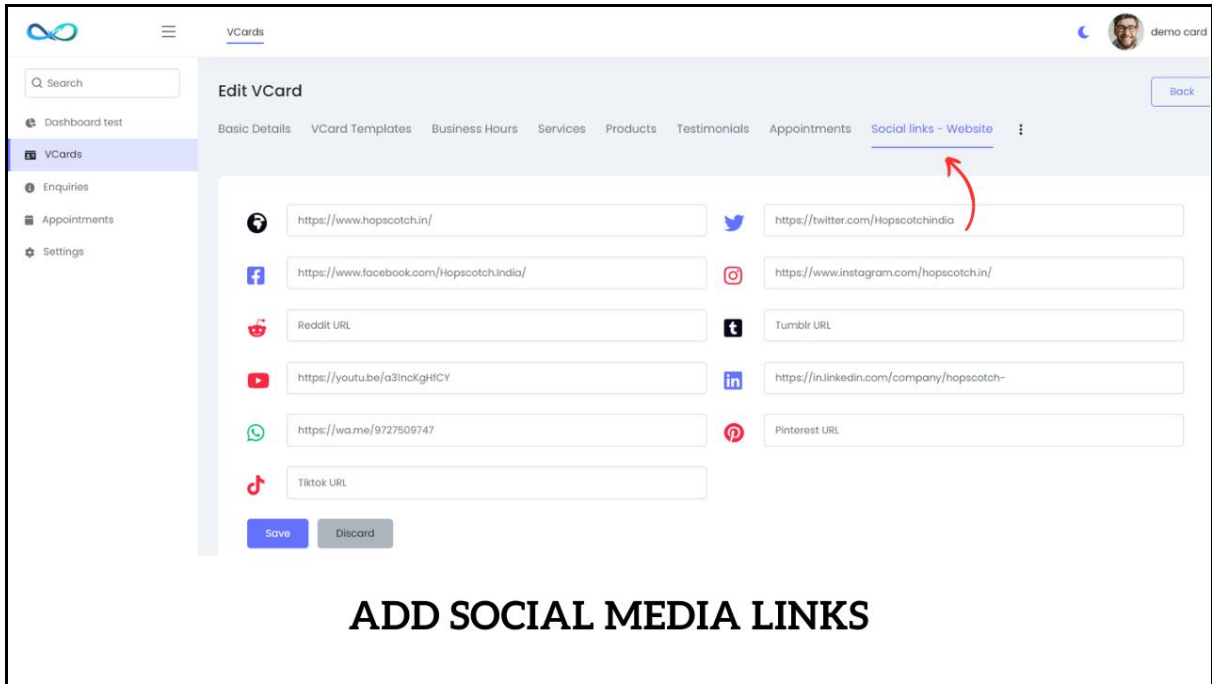 VCards
demo card
Search
Edit VCard
Back
Dashboard test
Basic Details VCard Templates Business Hours Services Products Testimonials Appointments Social links - Website
VCards
Enquiries
Appointments
Settings
https://www.hopscotch.in/
https://twitter.com/Hopscotchindia
https://www.facebook.com/Hopscotch.India/
https://www.instagram.com/hopscotch.in/
Reddit URL
Tumblr URL
https://youtu.be/a3IncKgHfCY
https://in.linkedin.com/company/hopscotch-
https://wa.me/9727509747
Pinterest URL
Tiktok URL
Save
Discard
ADD SOCIAL MEDIA LINKS